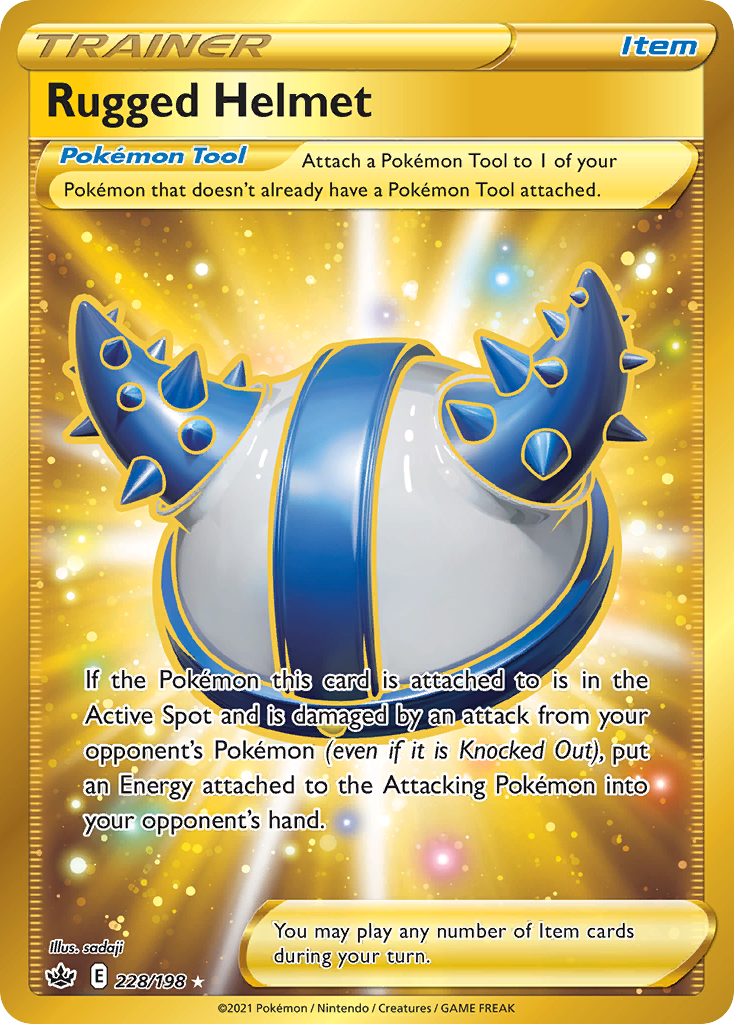 TRAINER Item
Rugged Helmet
Pokémon Tool Attach a Pokémon Tool to 1 of your
Pokémon that doesn't already have a Pokémon Tool attached.
If the Pokémon this card is attached to is in the
Active Spot and is damaged by an attack from your
opponent's Pokémon (even if it is Knocked Out), put
an Energy attached to the Attacking Pokémon into
your opponent's hand.
You may play any number of Item cards
during your turn.
Illus. sadaji
E 228/198 ★
©2021 Pokémon / Nintendo / Creatures / GAME FREAK